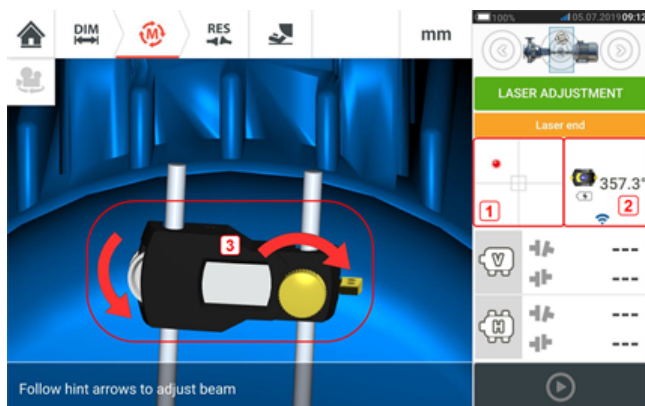 DIM
M
RES
mm
100%
05.07.2019 09:12
LASER ADJUSTMENT
Laser end
1
357.3°
2
3
V
---
---
H
---
---
Follow hint arrows to adjust beam